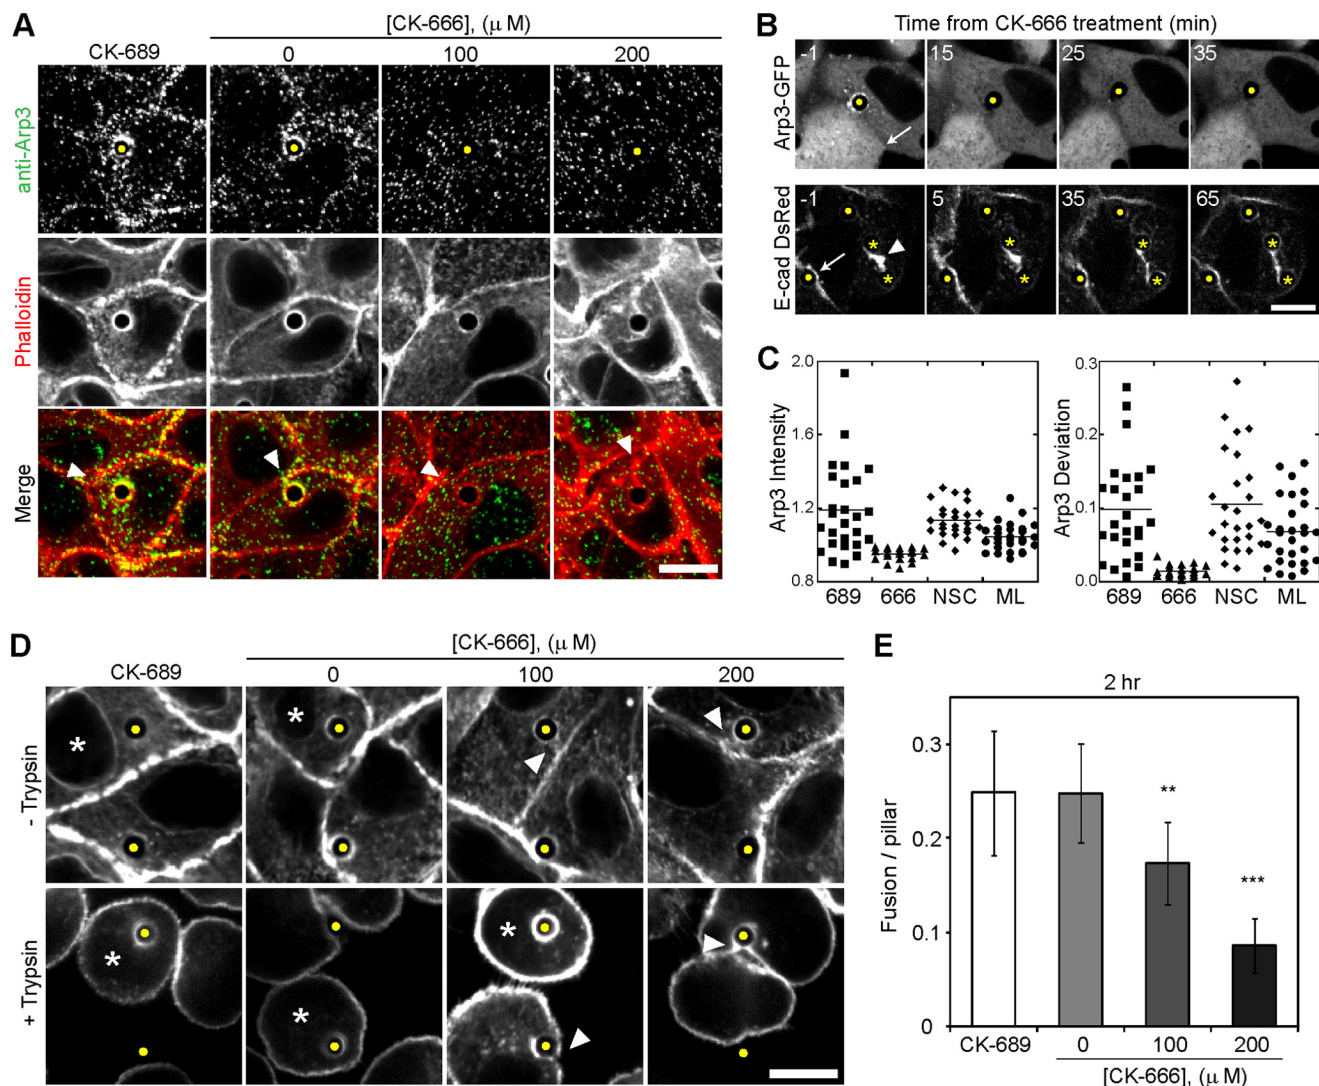 A
[CK-666], (μ M)
CK-689 0 100 200
anti-Arp3
Phalloidin
Merge
B
Time from CK-666 treatment (min)
Arp3-GFP
-1 15 25 35
E-cad DsRed
-1 5 35 65
* * * * * * * *
C
Arp3 Intensity
2.0
1.6
1.2
0.8
689 666 NSC ML
Arp3 Deviation
0.3
0.2
0.1
0.0
689 666 NSC ML
D
[CK-666], (μ M)
CK-689 0 100 200
- Trypsin
* *
+ Trypsin
* * *
E
2 hr
Fusion / pillar
0.3
0.2
0.1
0
**
***
CK-689 0 100 200
[CK-666], (μ M)